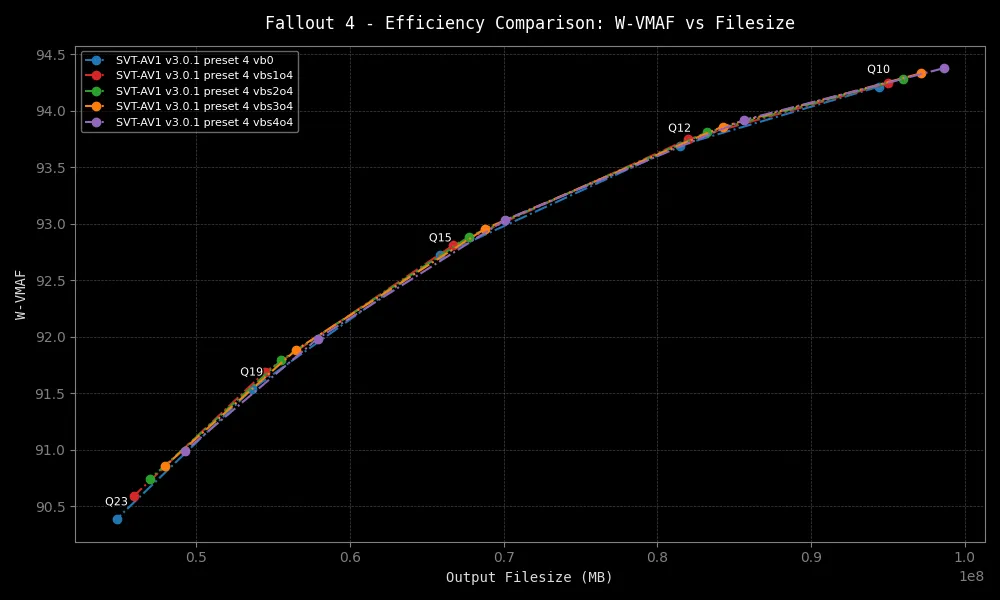 Fallout 4 - Efficiency Comparison: W-VMAF vs Filesize
SVT-AV1 v3.0.1 preset 4 vb0
SVT-AV1 v3.0.1 preset 4 vbs1o4
SVT-AV1 v3.0.1 preset 4 vbs2o4
SVT-AV1 v3.0.1 preset 4 vbs3o4
SVT-AV1 v3.0.1 preset 4 vbs4o4
94.5
94.0
93.5
93.0
92.5
92.0
91.5
91.0
90.5
W-VMAF
Q10
Q12
Q15
Q19
Q23
0.5
0.6
0.7
0.8
0.9
1.0
1e8
Output Filesize (MB)